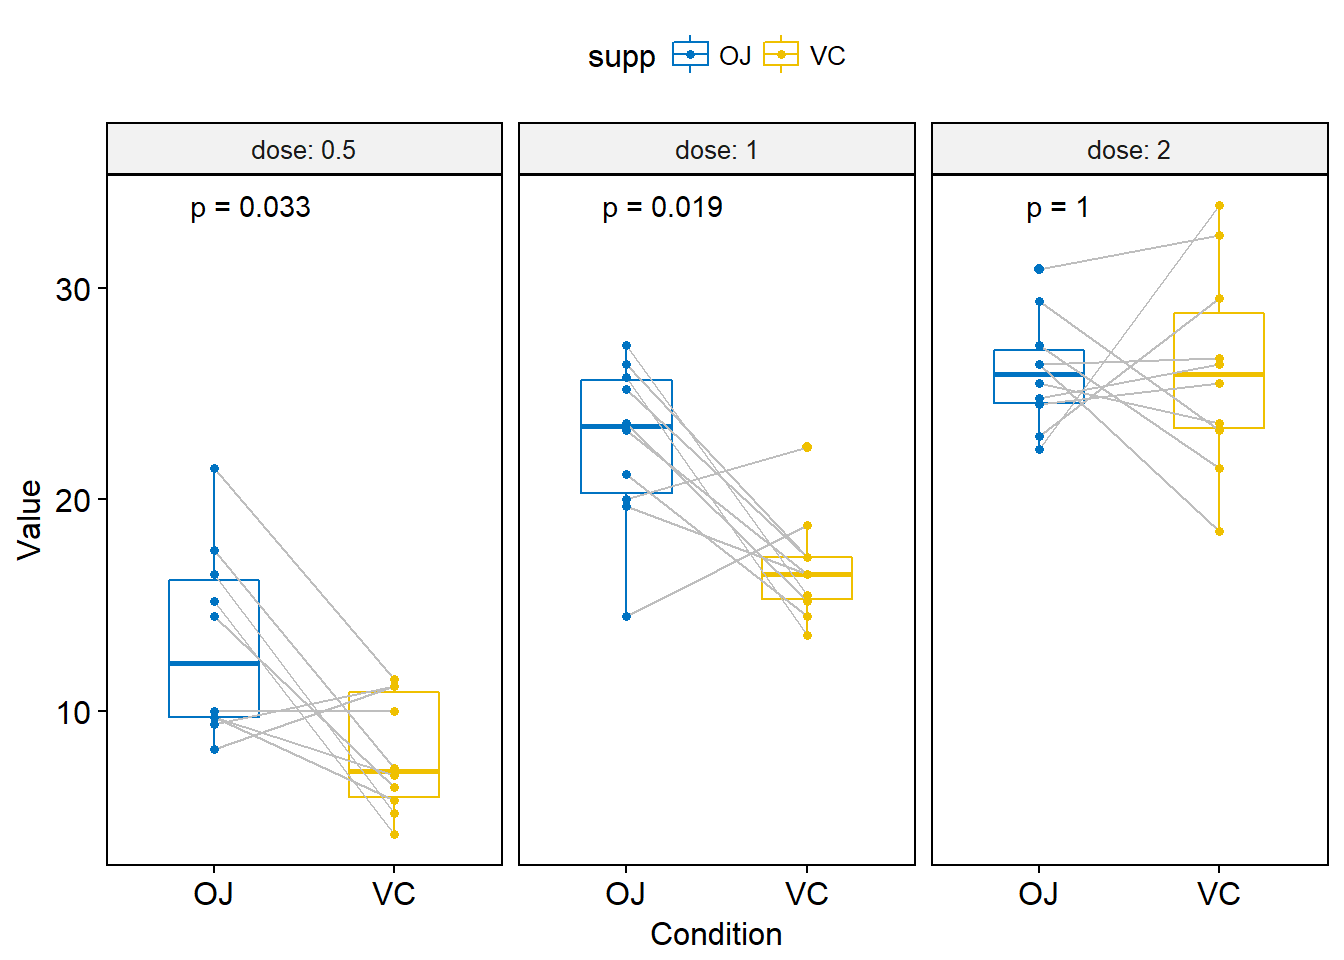 supp OJ VC
dose: 0.5 dose: 1 dose: 2
p = 0.033 p = 0.019 p = 1
30
20
10
Value
OJ VC OJ VC OJ VC
Condition